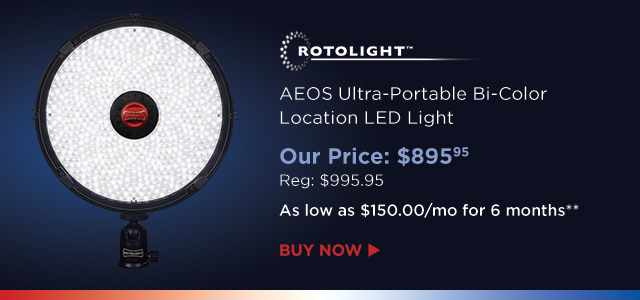 ROTOLIGHT™
AEOS Ultra-Portable Bi-Color
Location LED Light
Our Price: $895⁹⁵
Reg: $995.95
As low as $150.00/mo for 6 months**
BUY NOW ▶